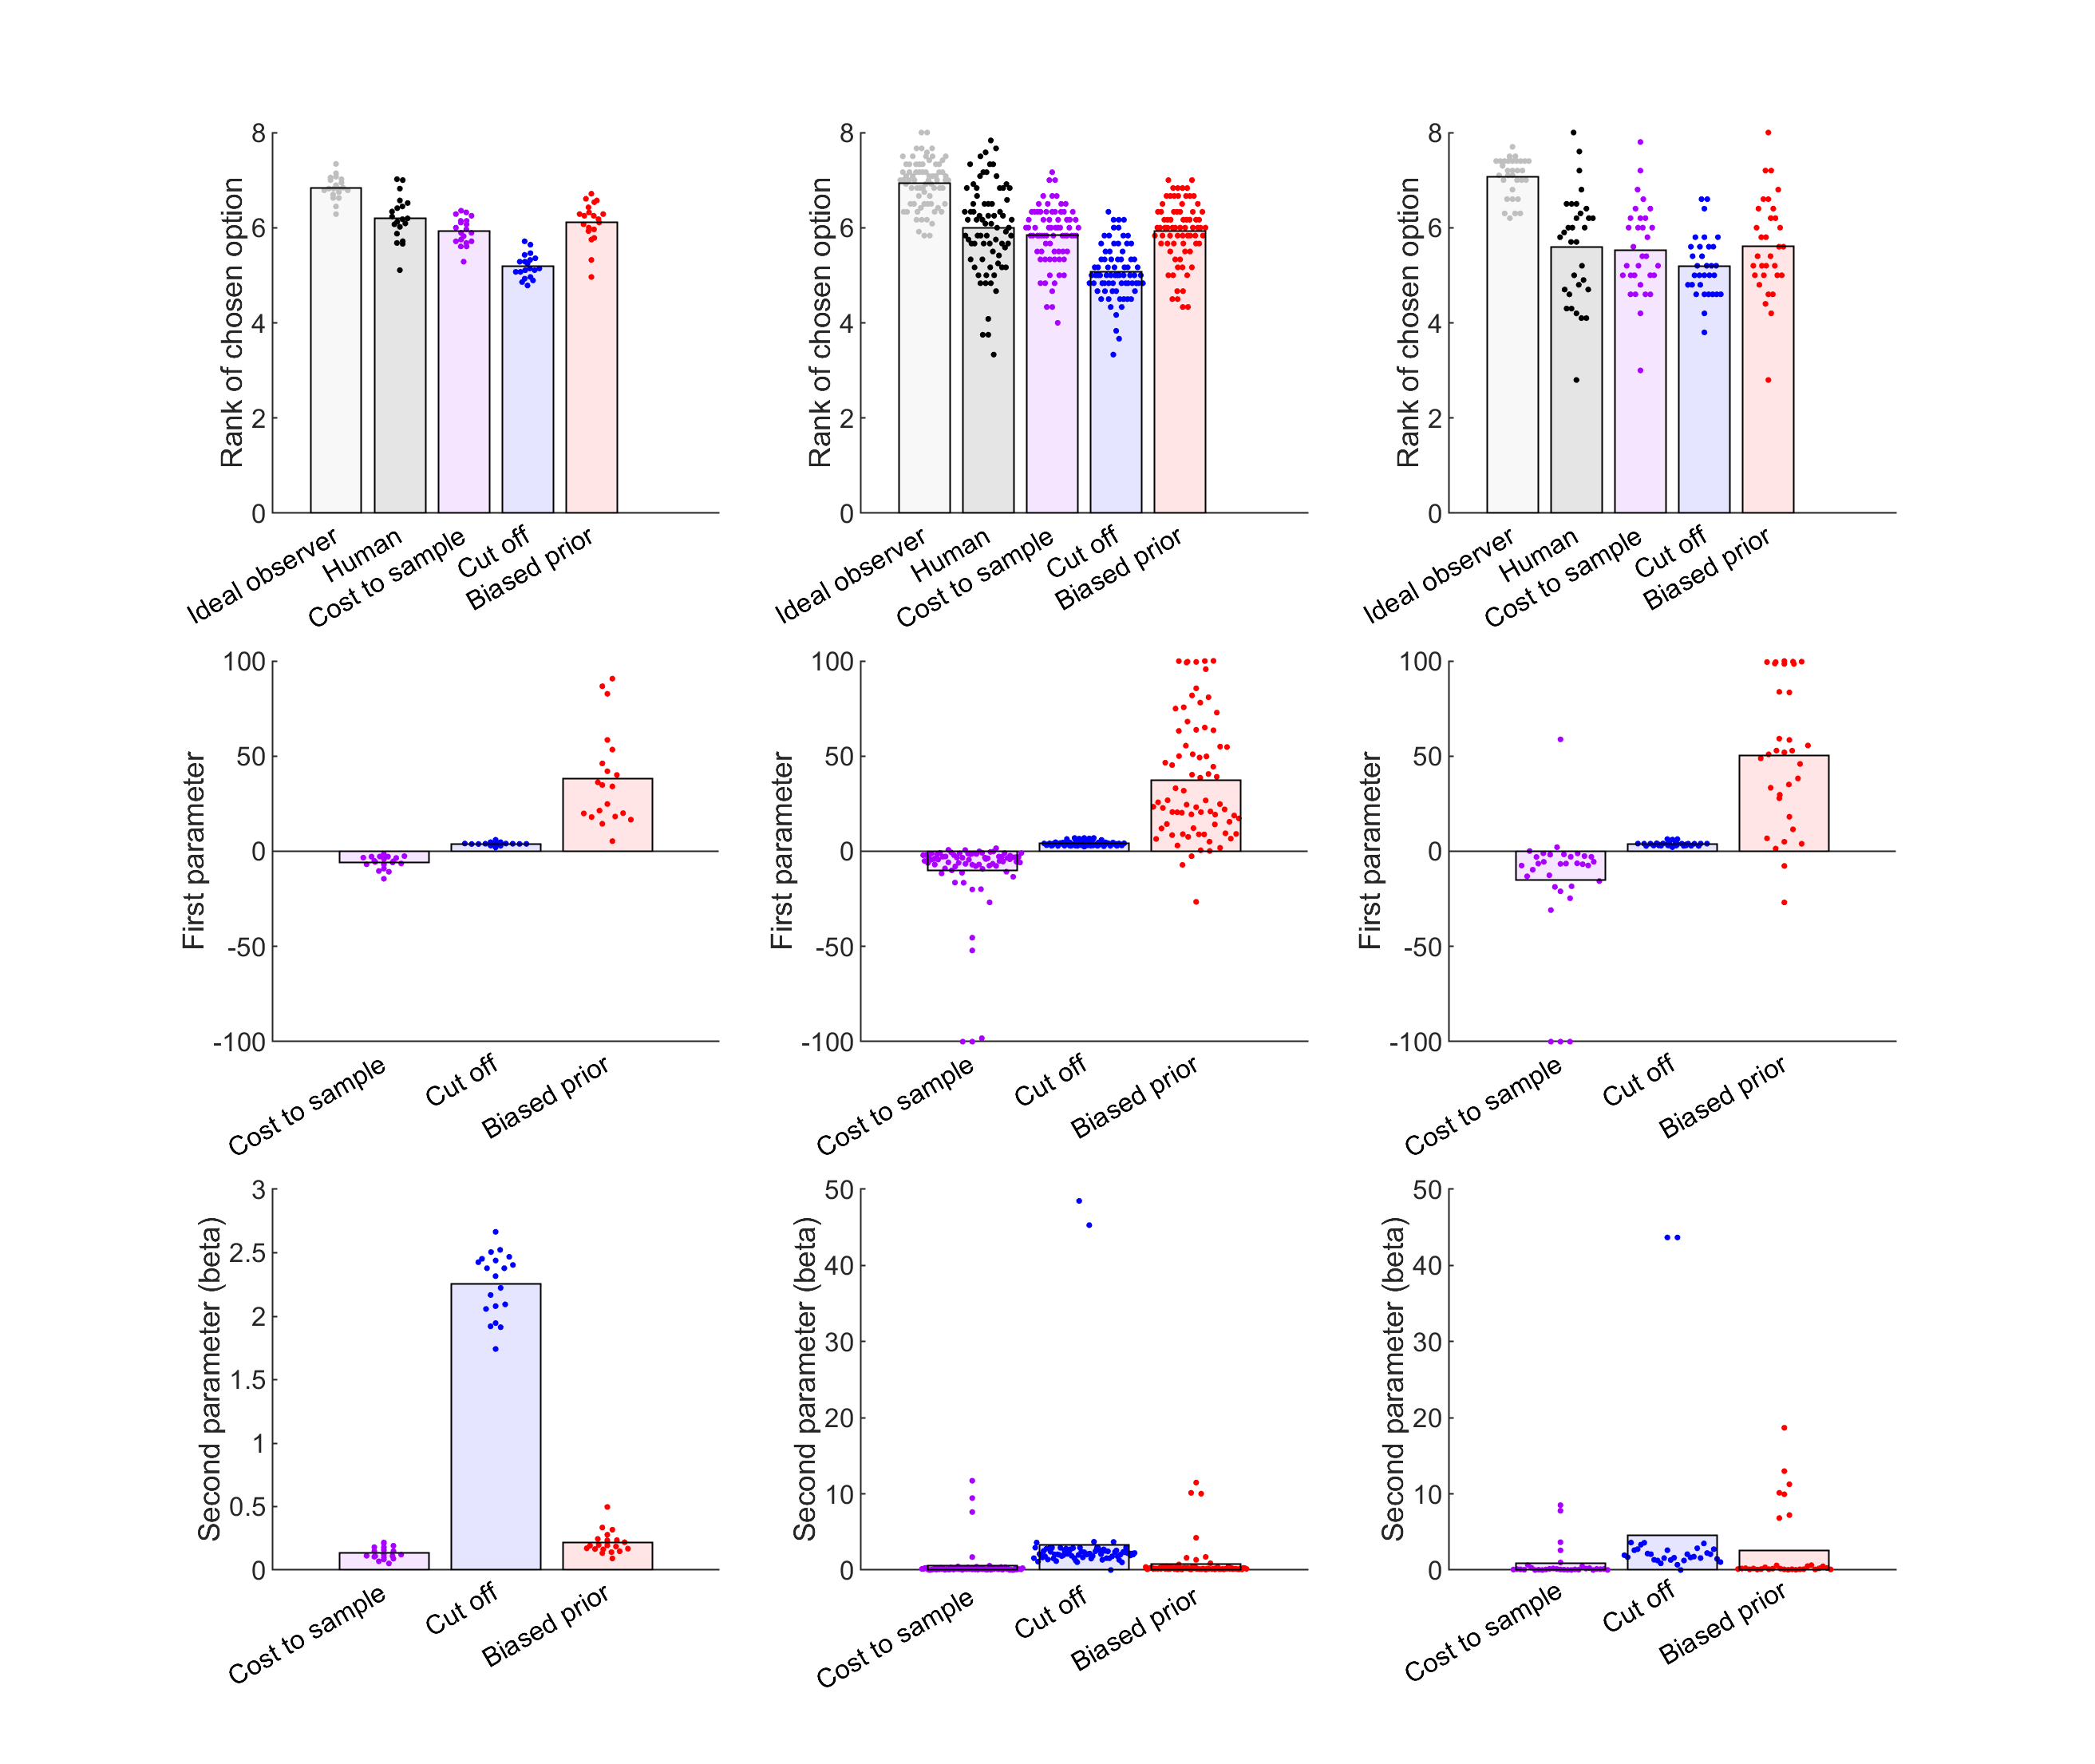 8
6
4
2
0
Rank of chosen option
Ideal observer
Human
Cost to sample
Cut off
Biased prior
8
6
4
2
0
Rank of chosen option
Ideal observer
Human
Cost to sample
Cut off
Biased prior
8
6
4
2
0
Rank of chosen option
Ideal observer
Human
Cost to sample
Cut off
Biased prior
100
50
0
-50
-100
First parameter
Cost to sample
Cut off
Biased prior
100
50
0
-50
-100
First parameter
Cost to sample
Cut off
Biased prior
100
50
0
-50
-100
First parameter
Cost to sample
Cut off
Biased prior
3
2.5
2
1.5
1
0.5
0
Second parameter (beta)
Cost to sample
Cut off
Biased prior
50
40
30
20
10
0
Second parameter (beta)
Cost to sample
Cut off
Biased prior
50
40
30
20
10
0
Second parameter (beta)
Cost to sample
Cut off
Biased prior